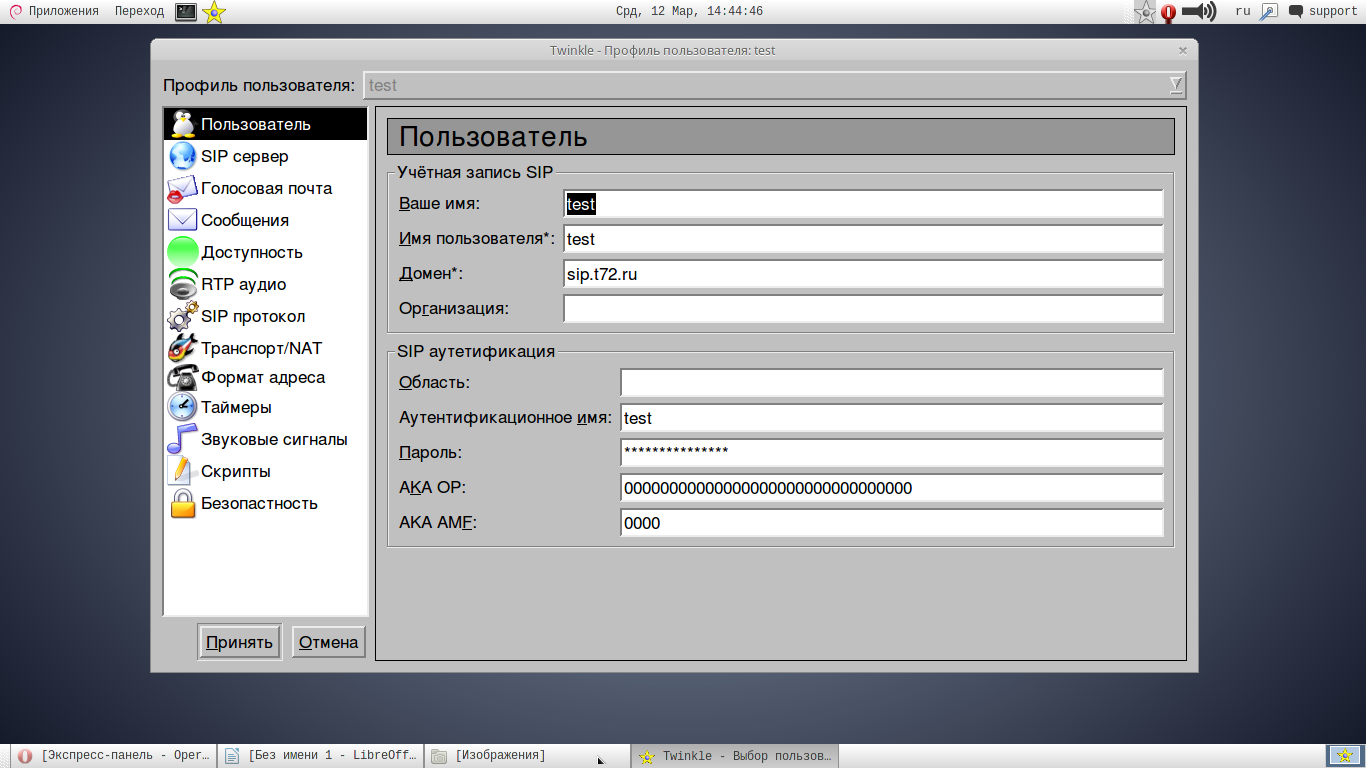 Приложения Переход Срд, 12 Мар, 14:44:46 ru support
Twinkle - Профиль пользователя: test
Профиль пользователя: test
Пользователь
SIP сервер
Голосовая почта
Сообщения
Доступность
RTP аудио
SIP протокол
Транспорт/NAT
Формат адреса
Таймеры
Звуковые сигналы
Скрипты
Безопастность
Принять Отмена
Пользователь
Учётная запись SIP
Ваше имя: test
Имя пользователя*: test
Домен*: sip.t72.ru
Организация:
SIP аутетификация
Область:
Аутентификационное имя: test
Пароль: ***************
AKA OP: 00000000000000000000000000000000
AKA AMF: 0000
[Экспресс-панель - Oper… [Без имени 1 - LibreOff… [Изображения] Twinkle - Выбор пользов…